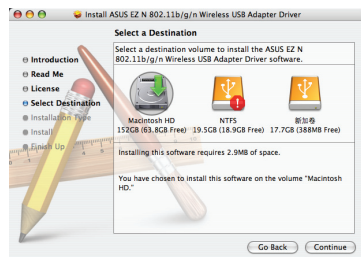 Install ASUS EZ N 802.11b/g/n Wireless USB Adapter Driver
Select a Destination
Introduction
Read Me
License
Select Destination
Installation Type
Install
Finish Up
Select a destination volume to install the ASUS EZ N
802.11b/g/n Wireless USB Adapter Driver software.
Macintosh HD
152GB (63.8GB Free)
NTFS
19.5GB (18.9GB Free)
新加卷
17.7GB (388MB Free)
Installing this software requires 2.9MB of space.
You have chosen to install this software on the volume "Macintosh
HD."
Go Back
Continue